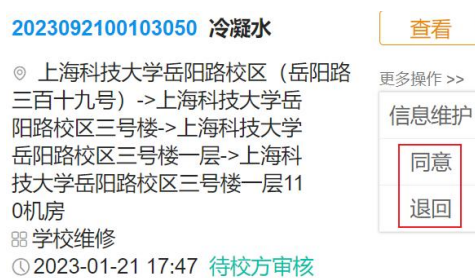 2023092100103050 冷凝水
查看
上海科技大学岳阳路校区（岳阳路
三百十九号）->上海科技大学岳
阳路校区三号楼->上海科技大学
岳阳路校区三号楼一层->上海科
技大学岳阳路校区三号楼一层11
0机房
更多操作 >>
信息维护
同意
退回
学校维修
2023-01-21 17:47 待校方审核